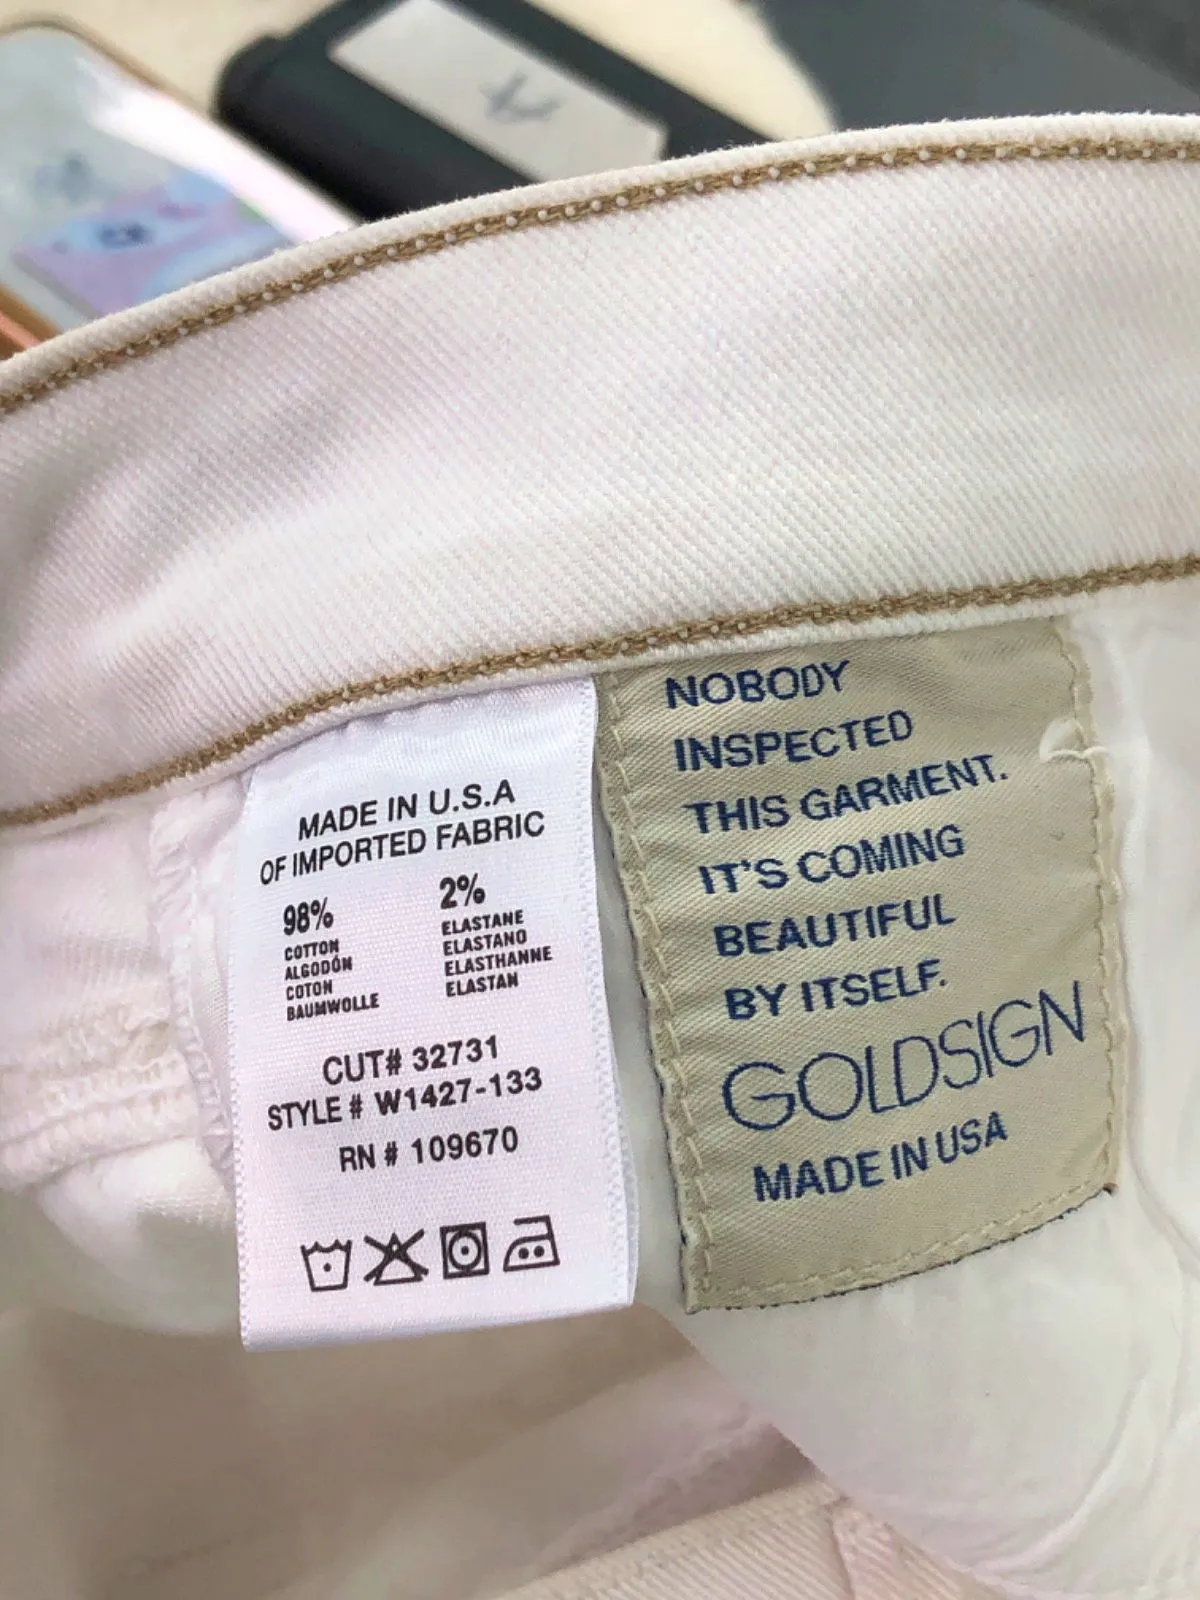 MADE IN U.S.A
OF IMPORTED FABRIC
98%
COTTON
ALGODÓN
COTON
BAUMWOLLE
2%
ELASTANE
ELASTANO
ELASTHANNE
ELASTAN
CUT# 32731
STYLE # W1427-133
RN # 109670
NOBODY
INSPECTED
THIS GARMENT.
IT'S COMING
BEAUTIFUL
BY ITSELF.
GOLDSIGN
MADE IN USA